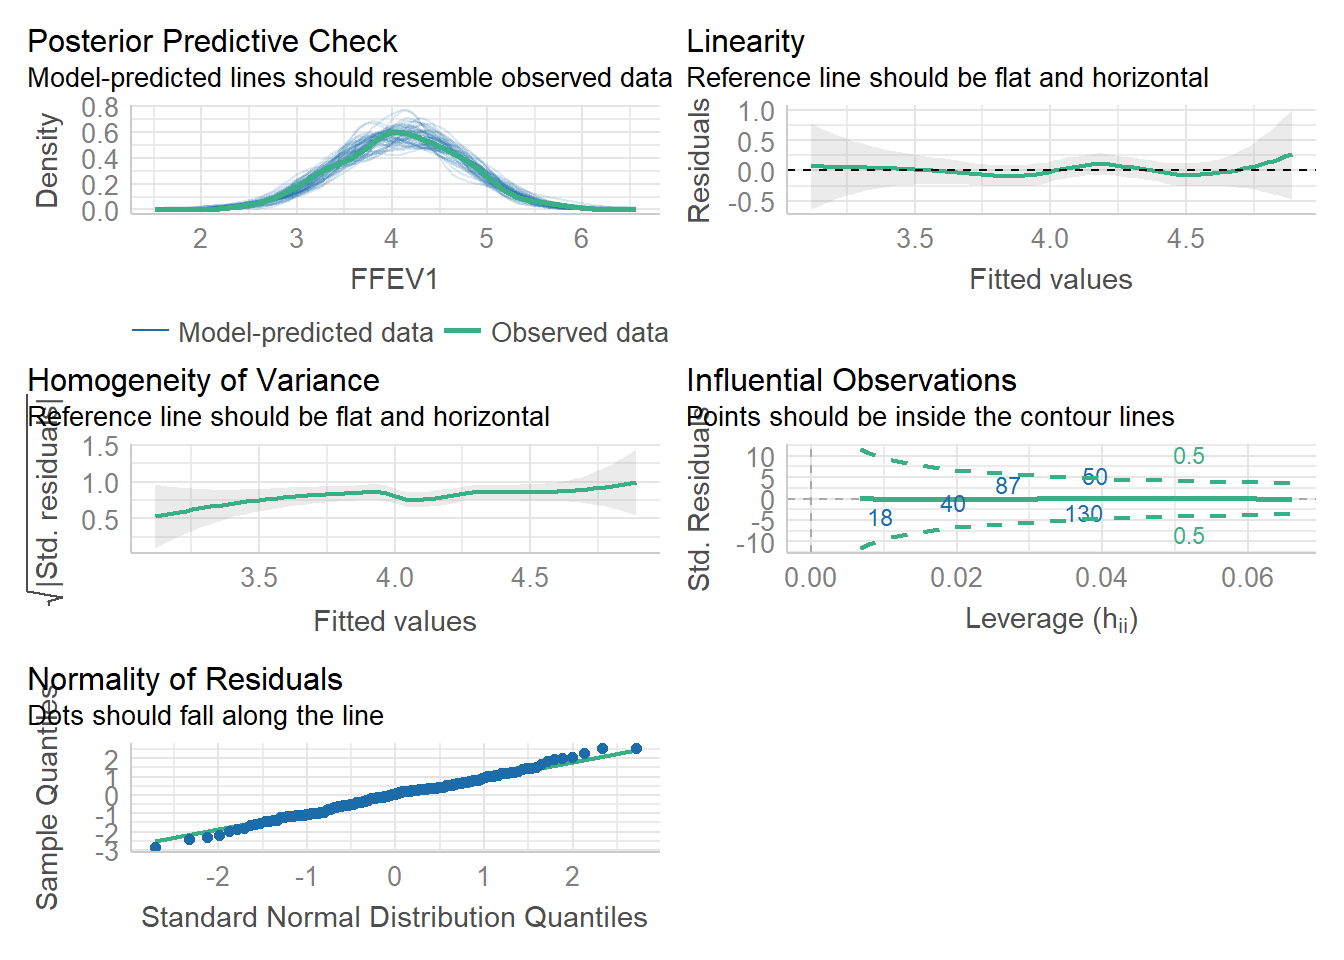 Posterior Predictive Check
Model-predicted lines should resemble observed data
Density
0.8
0.6
0.4
0.2
0.0
2 3 4 5 6
FFEV1
Model-predicted data Observed data
Linearity
Reference line should be flat and horizontal
Residuals
1.0
0.5
0.0
-0.5
3.5 4.0 4.5
Fitted values
Homogeneity of Variance
Reference line should be flat and horizontal
√|Std. residuals|
1.5
1.0
0.5
3.5 4.0 4.5
Fitted values
Influential Observations
Points should be inside the contour lines
Std. Residuals
10
5
0
-5
-10
0.5
50
87
40
18
130
0.5
0.00 0.02 0.04 0.06
Leverage (hii)
Normality of Residuals
Dots should fall along the line
Sample Quantiles
2
1
0
-1
-2
-3
-2 -1 0 1 2
Standard Normal Distribution Quantiles